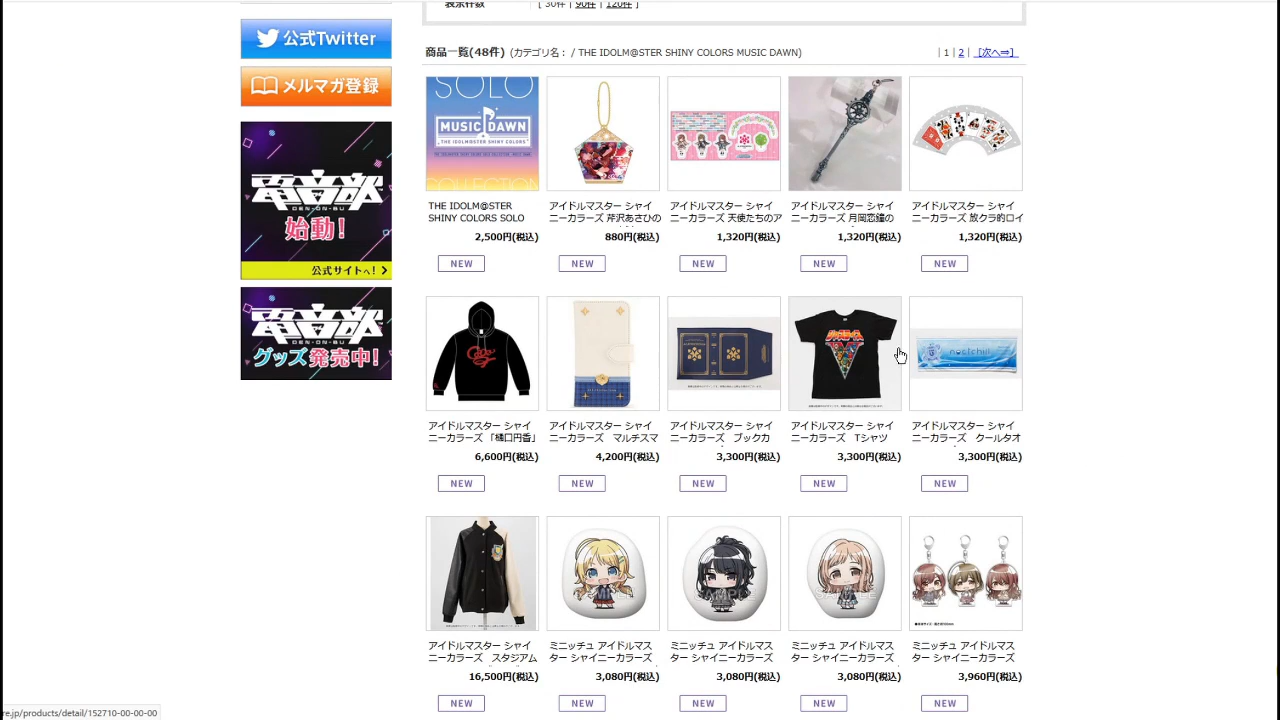 表示件数
[ 30件 | 90件 | 120件 ]
公式Twitter
メルマガ登録
電音部
DEN-ON-BU
始動!
公式サイトへ!
電音部
DEN-ON-BU
グッズ発売中!
商品一覧(48件) (カテゴリ名: / THE IDOLM@STER SHINY COLORS MUSIC DAWN)
| 1 | 2 | [次へ⇒]
SOLO
MUSIC DAWN
THE IDOLM@STER SHINY COLORS
COLLECTION
THE IDOLM@STER
SHINY COLORS SOLO
2,500円(税込)
NEW
アイドルマスター シャイ
ニーカラーズ 芹沢あさひの
880円(税込)
NEW
アイドルマスター シャイ
ニーカラーズ 天使たちのア
1,320円(税込)
NEW
アイドルマスター シャイ
ニーカラーズ 月岡恋鐘の
1,320円(税込)
NEW
アイドルマスター シャイ
ニーカラーズ 放クラ的ロイ
1,320円(税込)
NEW
アイドルマスター シャイ
ニーカラーズ 「樋口円香」
6,600円(税込)
NEW
アイドルマスター シャイ
ニーカラーズ マルチスマ
4,200円(税込)
NEW
アイドルマスター シャイ
ニーカラーズ ブックカ
3,300円(税込)
NEW
アイドルマスター シャイ
ニーカラーズ Tシャツ
3,300円(税込)
NEW
noctchill
アイドルマスター シャイ
ニーカラーズ クールタオ
3,300円(税込)
NEW
アイドルマスター シャイ
ニーカラーズ スタジアム
16,500円(税込)
NEW
ミニッチュ アイドルマス
ター シャイニーカラーズ
3,080円(税込)
NEW
ミニッチュ アイドルマス
ター シャイニーカラーズ
3,080円(税込)
NEW
ミニッチュ アイドルマス
ター シャイニーカラーズ
3,080円(税込)
NEW
ミニッチュ アイドルマス
ター シャイニーカラーズ
3,960円(税込)
NEW
re.jp/products/detail/152710-00-00-00